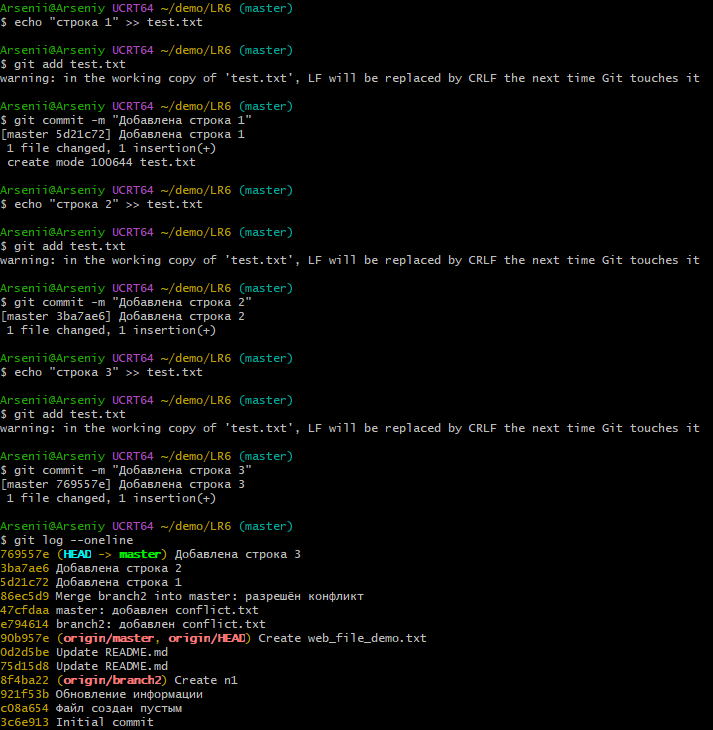 Arsenii@Arseniy UCRT64 ~/demo/LR6 (master)
$ echo "строка 1" >> test.txt
Arsenii@Arseniy UCRT64 ~/demo/LR6 (master)
$ git add test.txt
warning: in the working copy of 'test.txt', LF will be replaced by CRLF the next time Git touches it
Arsenii@Arseniy UCRT64 ~/demo/LR6 (master)
$ git commit -m "Добавлена строка 1"
[master 5d21c72] Добавлена строка 1
1 file changed, 1 insertion(+)
create mode 100644 test.txt
Arsenii@Arseniy UCRT64 ~/demo/LR6 (master)
$ echo "строка 2" >> test.txt
Arsenii@Arseniy UCRT64 ~/demo/LR6 (master)
$ git add test.txt
warning: in the working copy of 'test.txt', LF will be replaced by CRLF the next time Git touches it
Arsenii@Arseniy UCRT64 ~/demo/LR6 (master)
$ git commit -m "Добавлена строка 2"
[master 3ba7ae6] Добавлена строка 2
1 file changed, 1 insertion(+)
Arsenii@Arseniy UCRT64 ~/demo/LR6 (master)
$ echo "строка 3" >> test.txt
Arsenii@Arseniy UCRT64 ~/demo/LR6 (master)
$ git add test.txt
warning: in the working copy of 'test.txt', LF will be replaced by CRLF the next time Git touches it
Arsenii@Arseniy UCRT64 ~/demo/LR6 (master)
$ git commit -m "Добавлена строка 3"
[master 769557e] Добавлена строка 3
1 file changed, 1 insertion(+)
Arsenii@Arseniy UCRT64 ~/demo/LR6 (master)
$ git log --oneline
769557e (HEAD -> master) Добавлена строка 3
3ba7ae6 Добавлена строка 2
5d21c72 Добавлена строка 1
86ec5d9 Merge branch2 into master: разрешён конфликт
47cfdaa master: добавлен conflict.txt
e794614 branch2: добавлен conflict.txt
90b957e (origin/master, origin/HEAD) Create web_file_demo.txt
0d2d5be Update README.md
75d15d8 Update README.md
8f4ba22 (origin/branch2) Create n1
921f53b Обновление информации
c08a654 Файл создан пустым
3c6e913 Initial commit